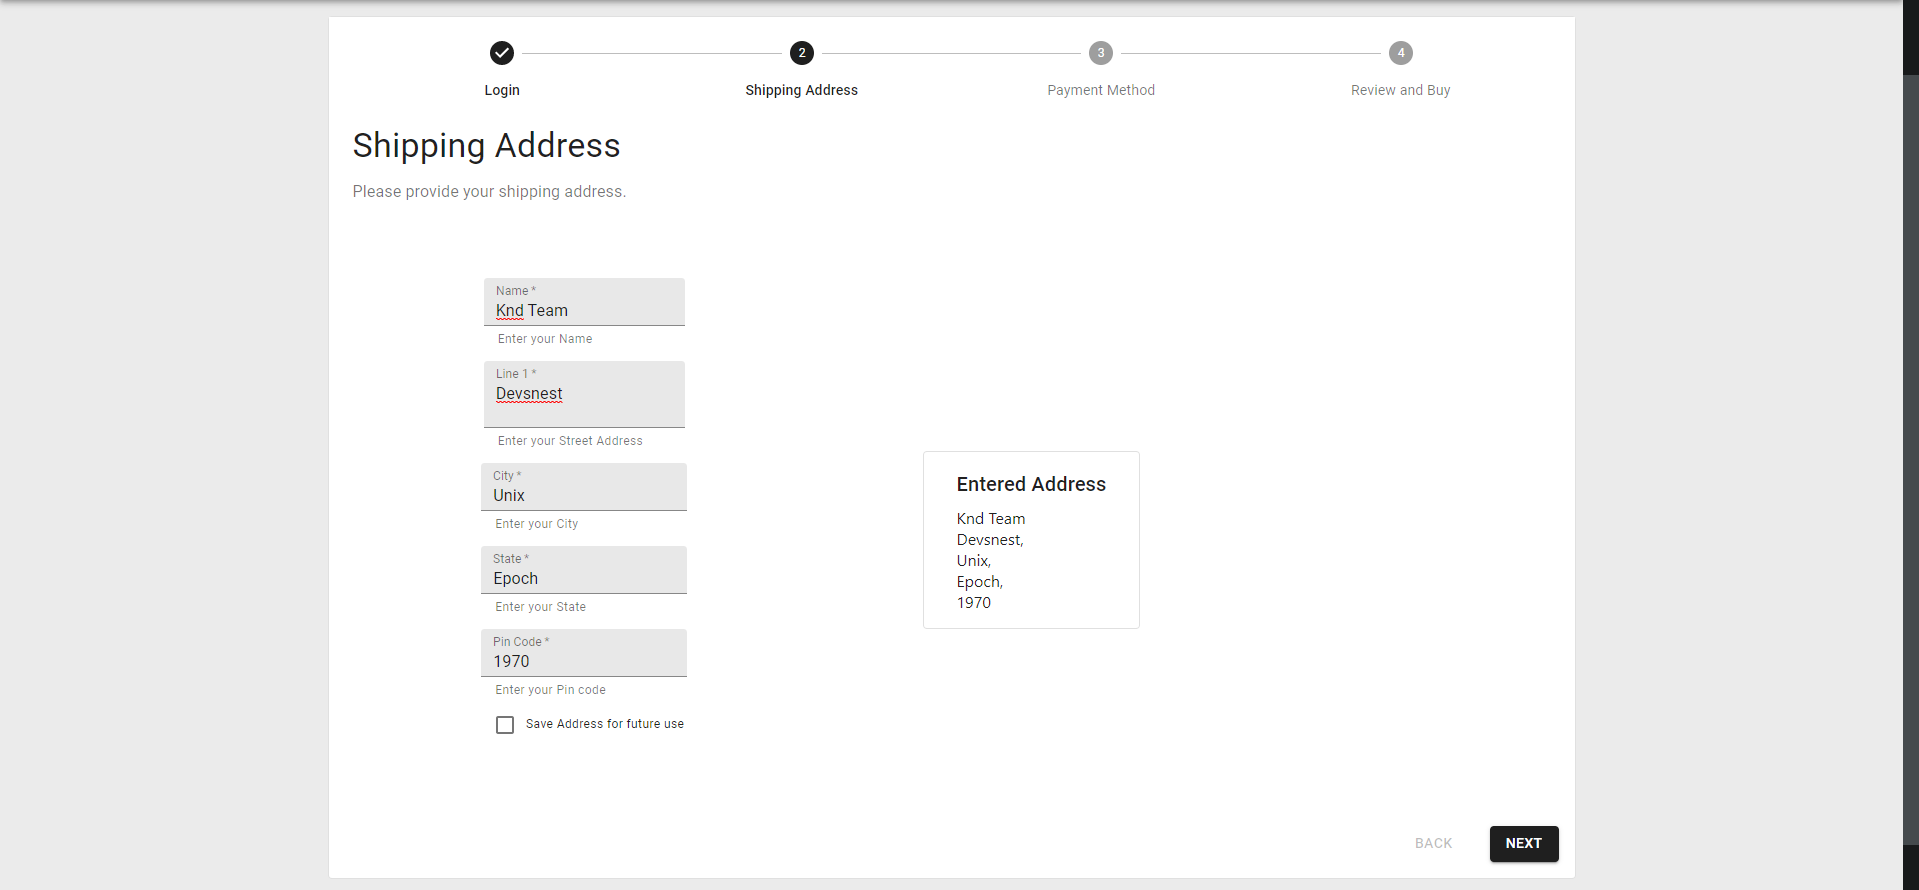 2
3
4
Login
Shipping Address
Payment Method
Review and Buy
Shipping Address
Please provide your shipping address.
Name *
Knd Team
Enter your Name
Line 1 *
Devsnest
Enter your Street Address
City *
Unix
Enter your City
State *
Epoch
Enter your State
Pin Code *
1970
Enter your Pin code
Save Address for future use
Entered Address
Knd Team
Devsnest,
Unix,
Epoch,
1970
BACK
NEXT